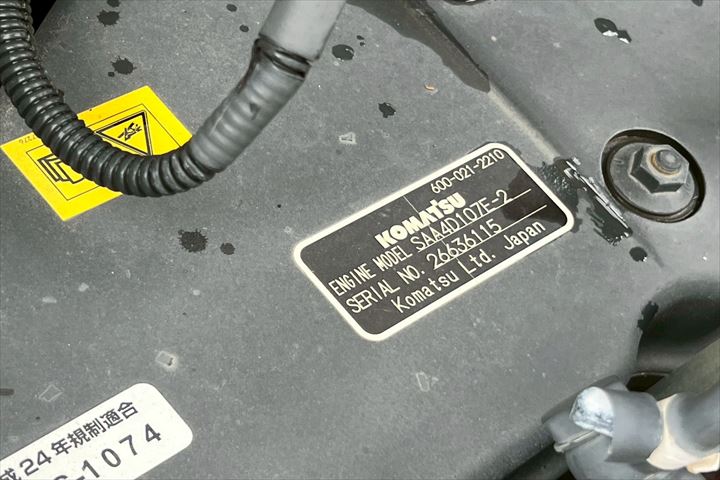 600-021-2210
KOMATSU
ENGINE MODEL SAA4D107E-2
SERIAL NO. 26636115
Komatsu Ltd. Japan
成24年規制適合
-1074